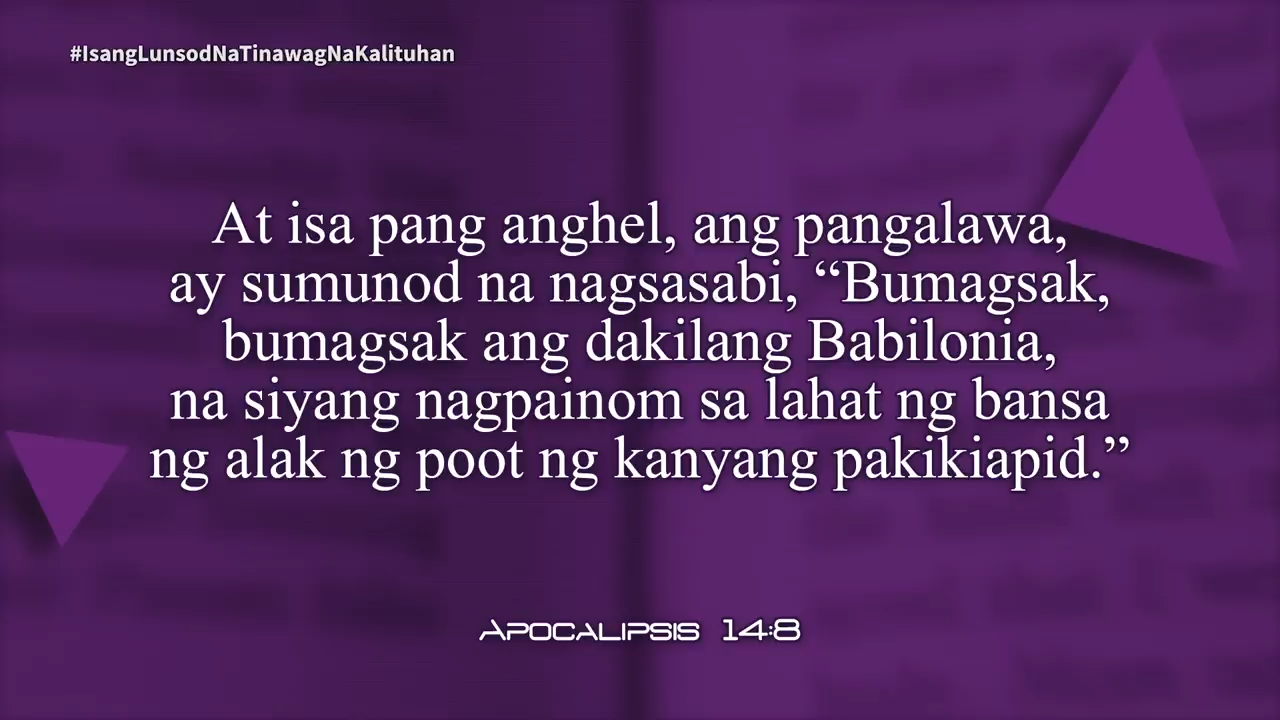 #IsangLunsodNaTinawagNaKalituhan
At isa pang anghel, ang pangalawa,
ay sumunod na nagsasabi, “Bumagsak,
bumagsak ang dakilang Babilonia,
na siyang nagpainom sa lahat ng bansa
ng alak ng poot ng kanyang pakikiapid.”
Apocalipsis 14:8